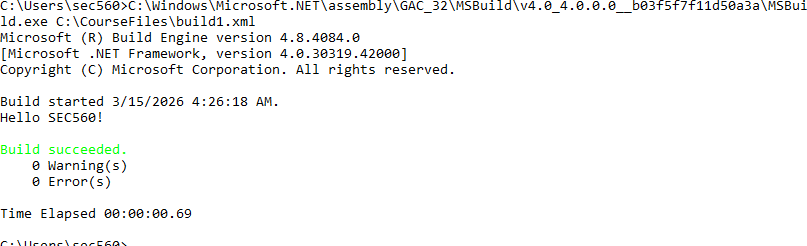 C:\Users\sec560>C:\Windows\Microsoft.NET\assembly\GAC_32\MSBuild\v4.0_4.0.0.0__b03f5f7f11d50a3a\MSBui
ld.exe C:\CourseFiles\build1.xml
Microsoft (R) Build Engine version 4.8.4084.0
[Microsoft .NET Framework, version 4.0.30319.42000]
Copyright (C) Microsoft Corporation. All rights reserved.
Build started 3/15/2026 4:26:18 AM.
Hello SEC560!
Build succeeded.
0 Warning(s)
0 Error(s)
Time Elapsed 00:00:00.69
C:\Users\sec560>